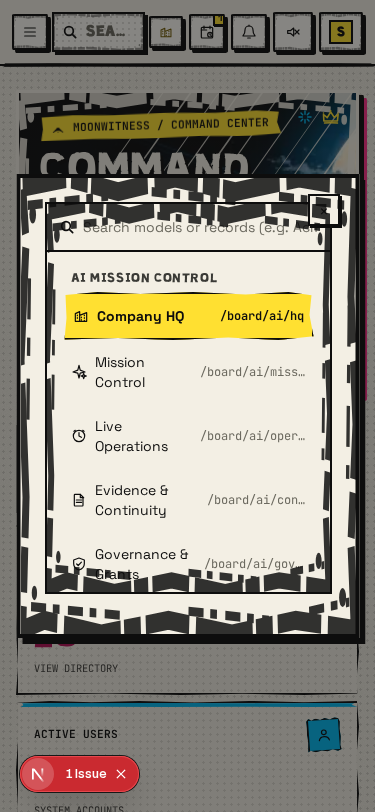 SEA…
S
MOONWITNESS / COMMAND CENTER
COMMAND
Search models or records (e.g.
AI MISSION CONTROL
Company HQ /board/ai/hq
Mission Control /board/ai/miss…
Live Operations /board/ai/oper…
Evidence & Continuity /board/ai/con…
Governance & Grants /board/ai/gov…
VIEW DIRECTORY
ACTIVE USERS
N 1 Issue
SYSTEM ACCOUNTS